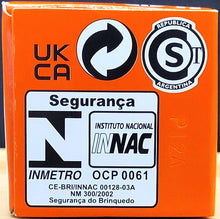 UK
CA
REPUBLICA
S
ARGENTINA
Segurança
INMETRO
INSTITUTO NACIONAL
INNAC
OCP 0061
CE-BRI/INNAC 00128-03A
NM 300/2002
Segurança do Brinquedo